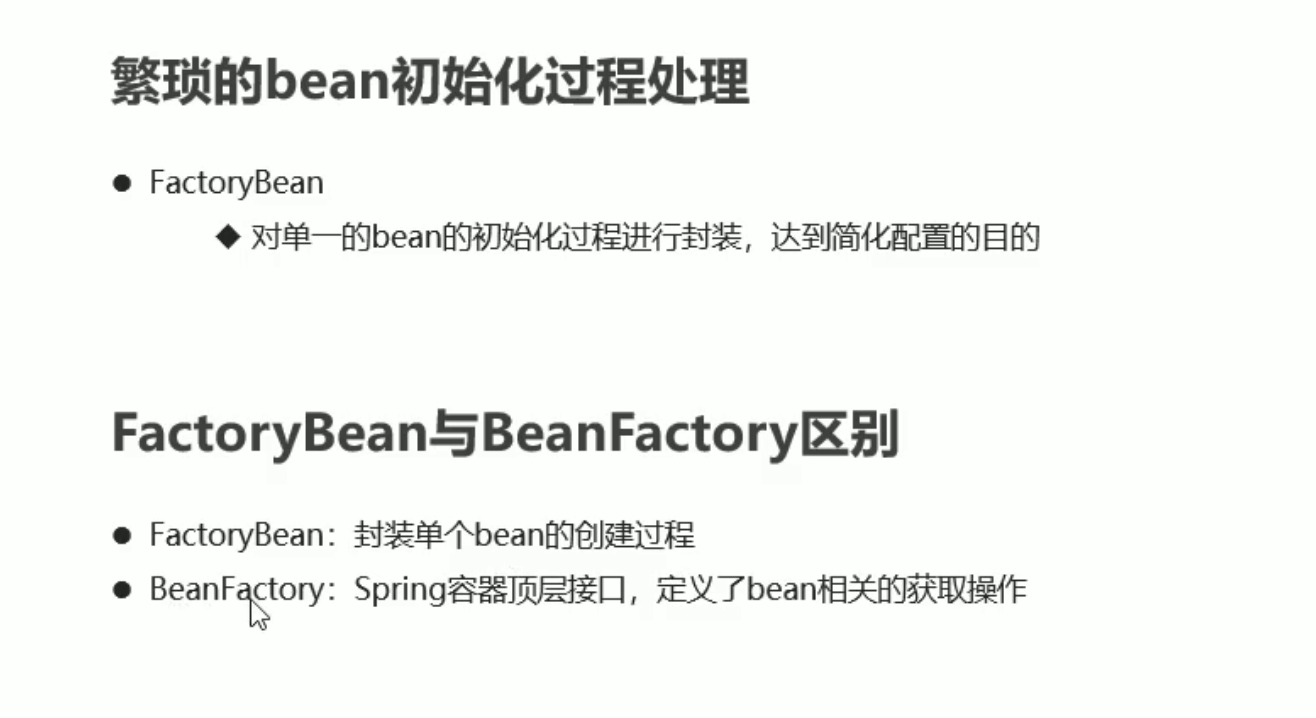 繁琐的bean初始化过程处理
● FactoryBean
◆ 对单一的bean的初始化过程进行封装，达到简化配置的目的
FactoryBean与BeanFactory区别
● FactoryBean：封装单个bean的创建过程
● BeanFactory：Spring容器顶层接口，定义了bean相关的获取操作